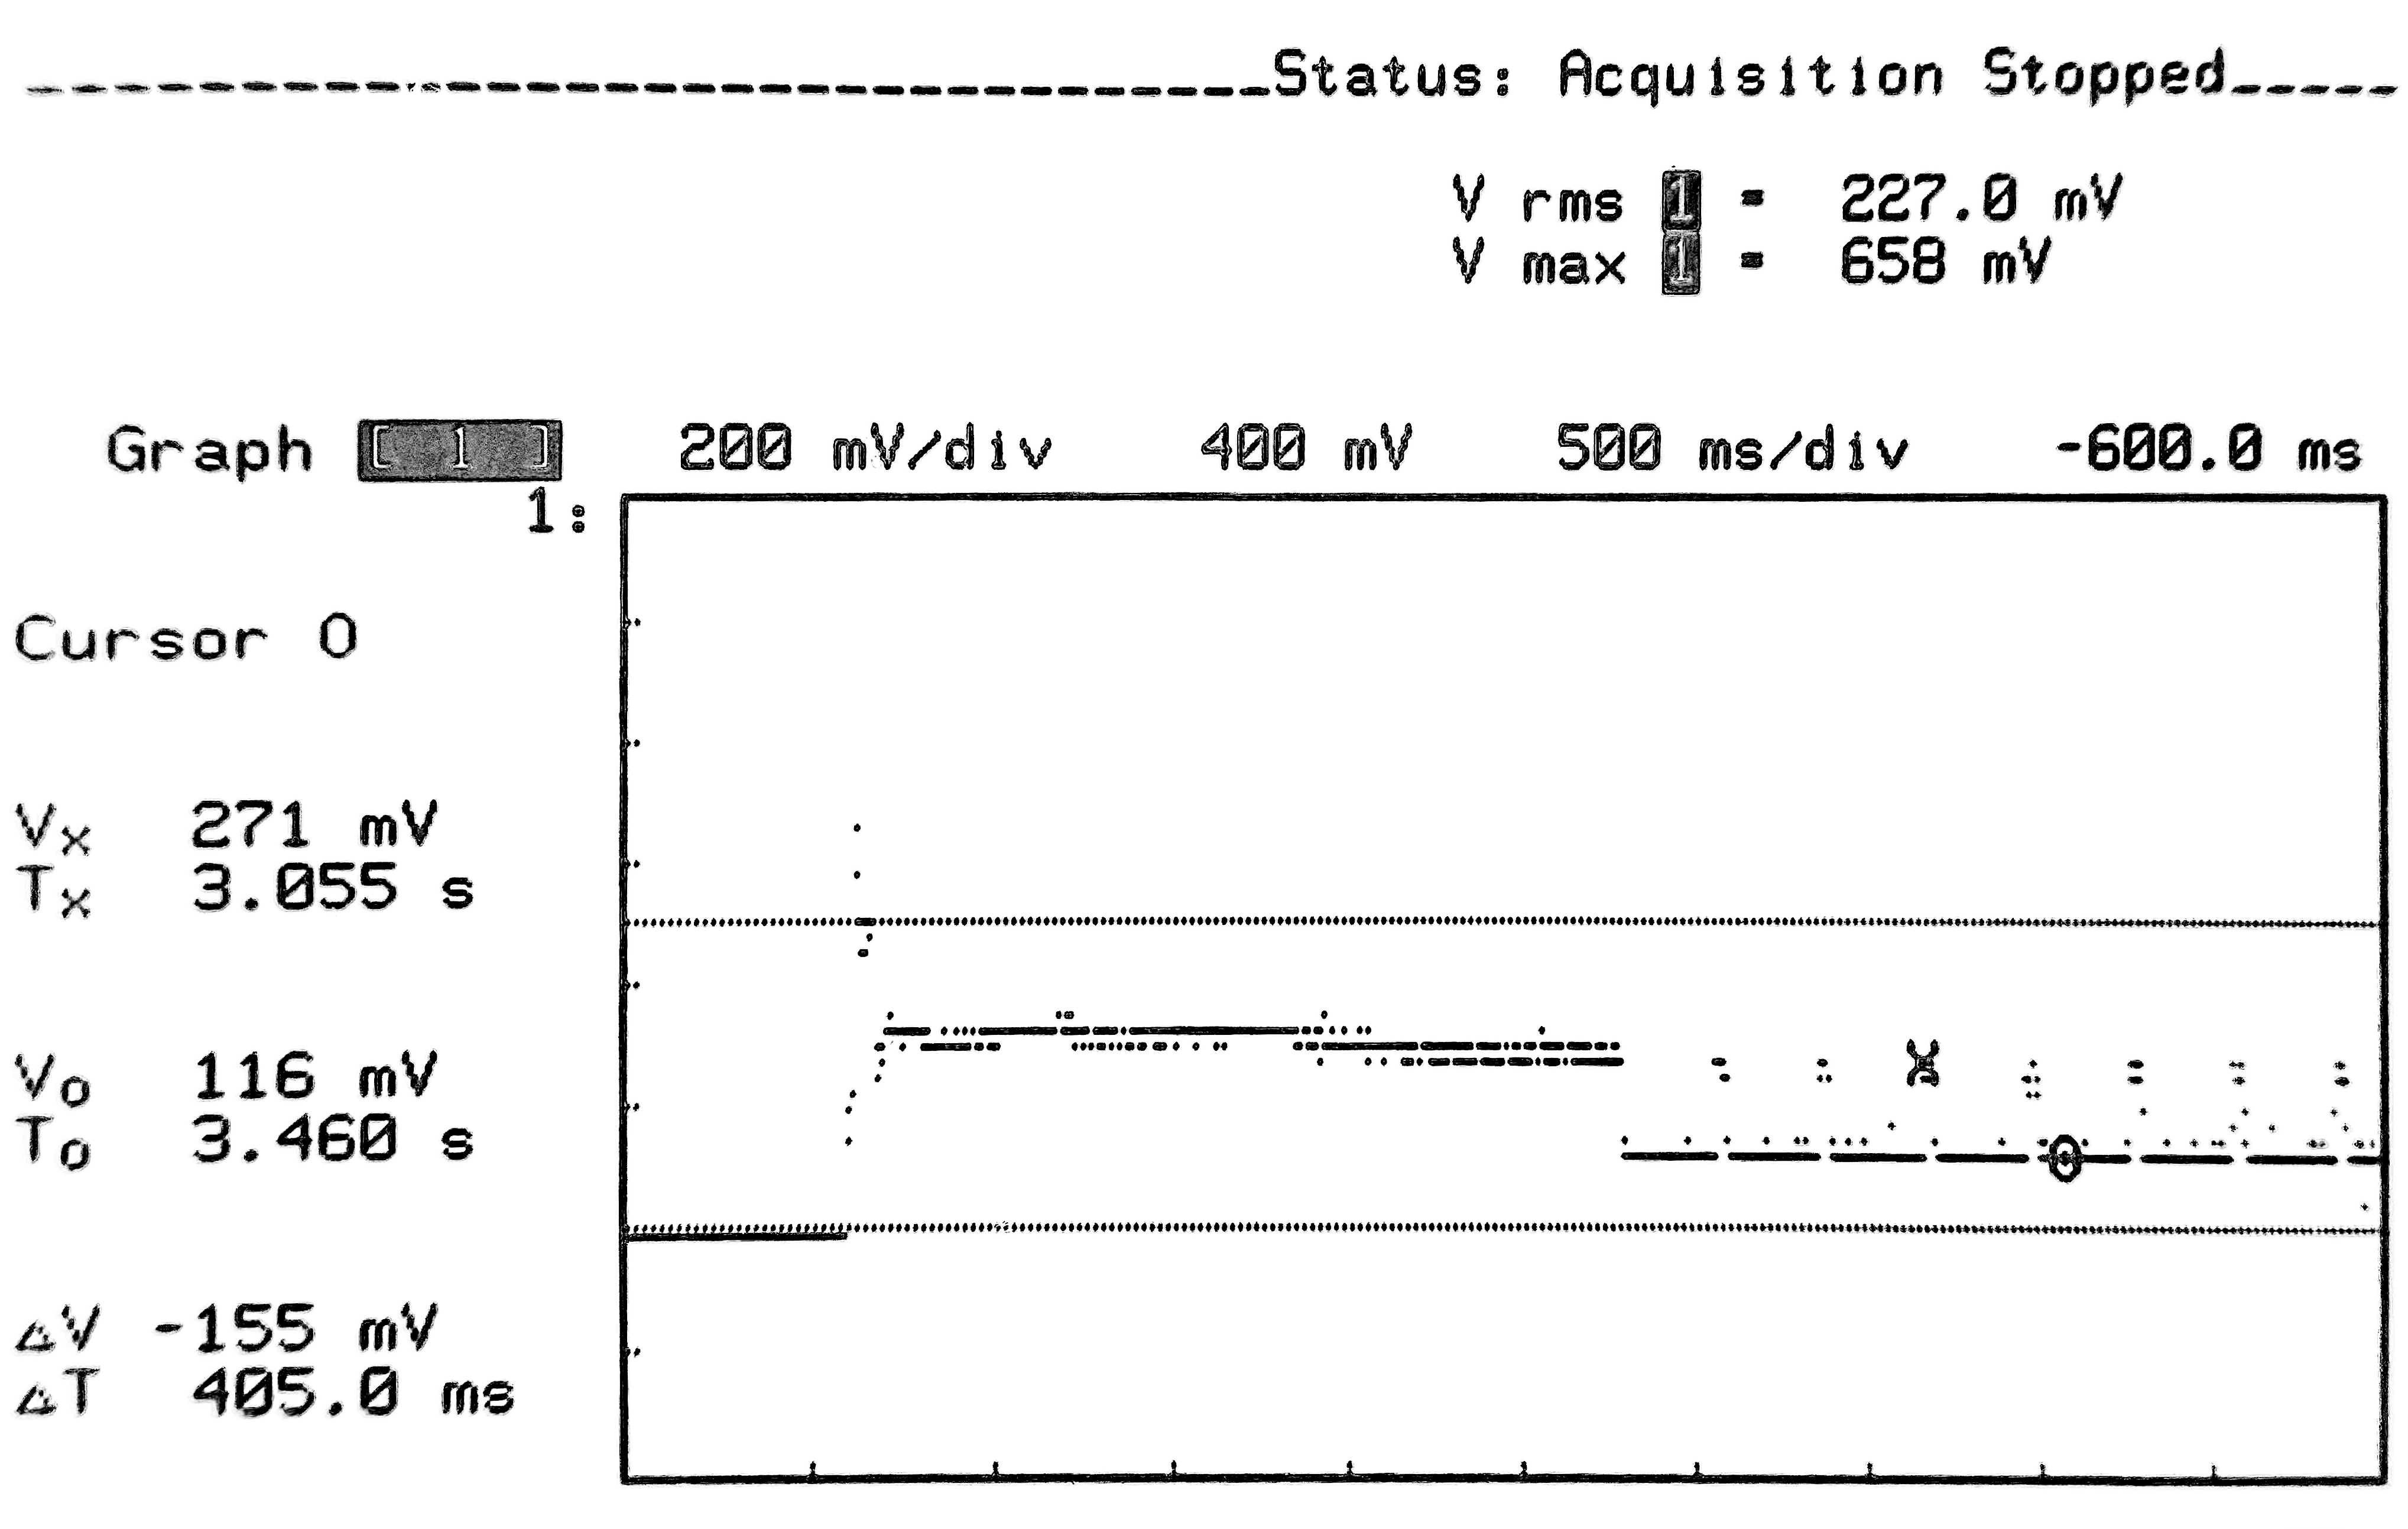 Status: Acquisition Stopped
V rms 1 = 227.0 mV
V max 1 = 658 mV
Graph [ 1 ] 200 mV/div 400 mV 500 ms/div -600.0 ms
1:
Cursor O
Vx 271 mV
Tx 3.055 s
Vo 116 mV
To 3.460 s
ΔV -155 mV
ΔT 405.0 ms